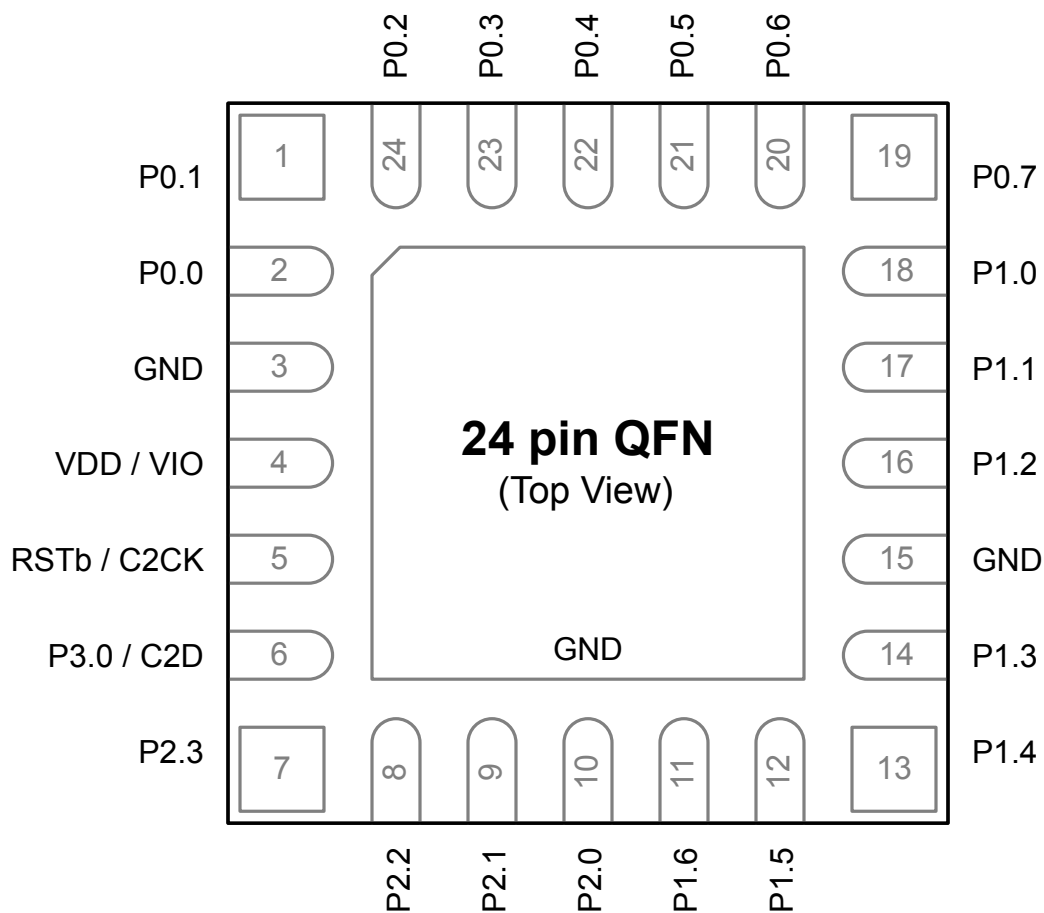 P0.2
P0.3
P0.4
P0.5
P0.6
24
23
22
21
20
P0.1
1
19
P0.7
P0.0
2
18
P1.0
GND
3
17
P1.1
24 pin QFN
(Top View)
VDD / VIO
4
16
P1.2
RSTb / C2CK
5
15
GND
P3.0 / C2D
6
GND
14
P1.3
P2.3
7
8
9
10
11
12
13
P1.4
P2.2
P2.1
P2.0
P1.6
P1.5